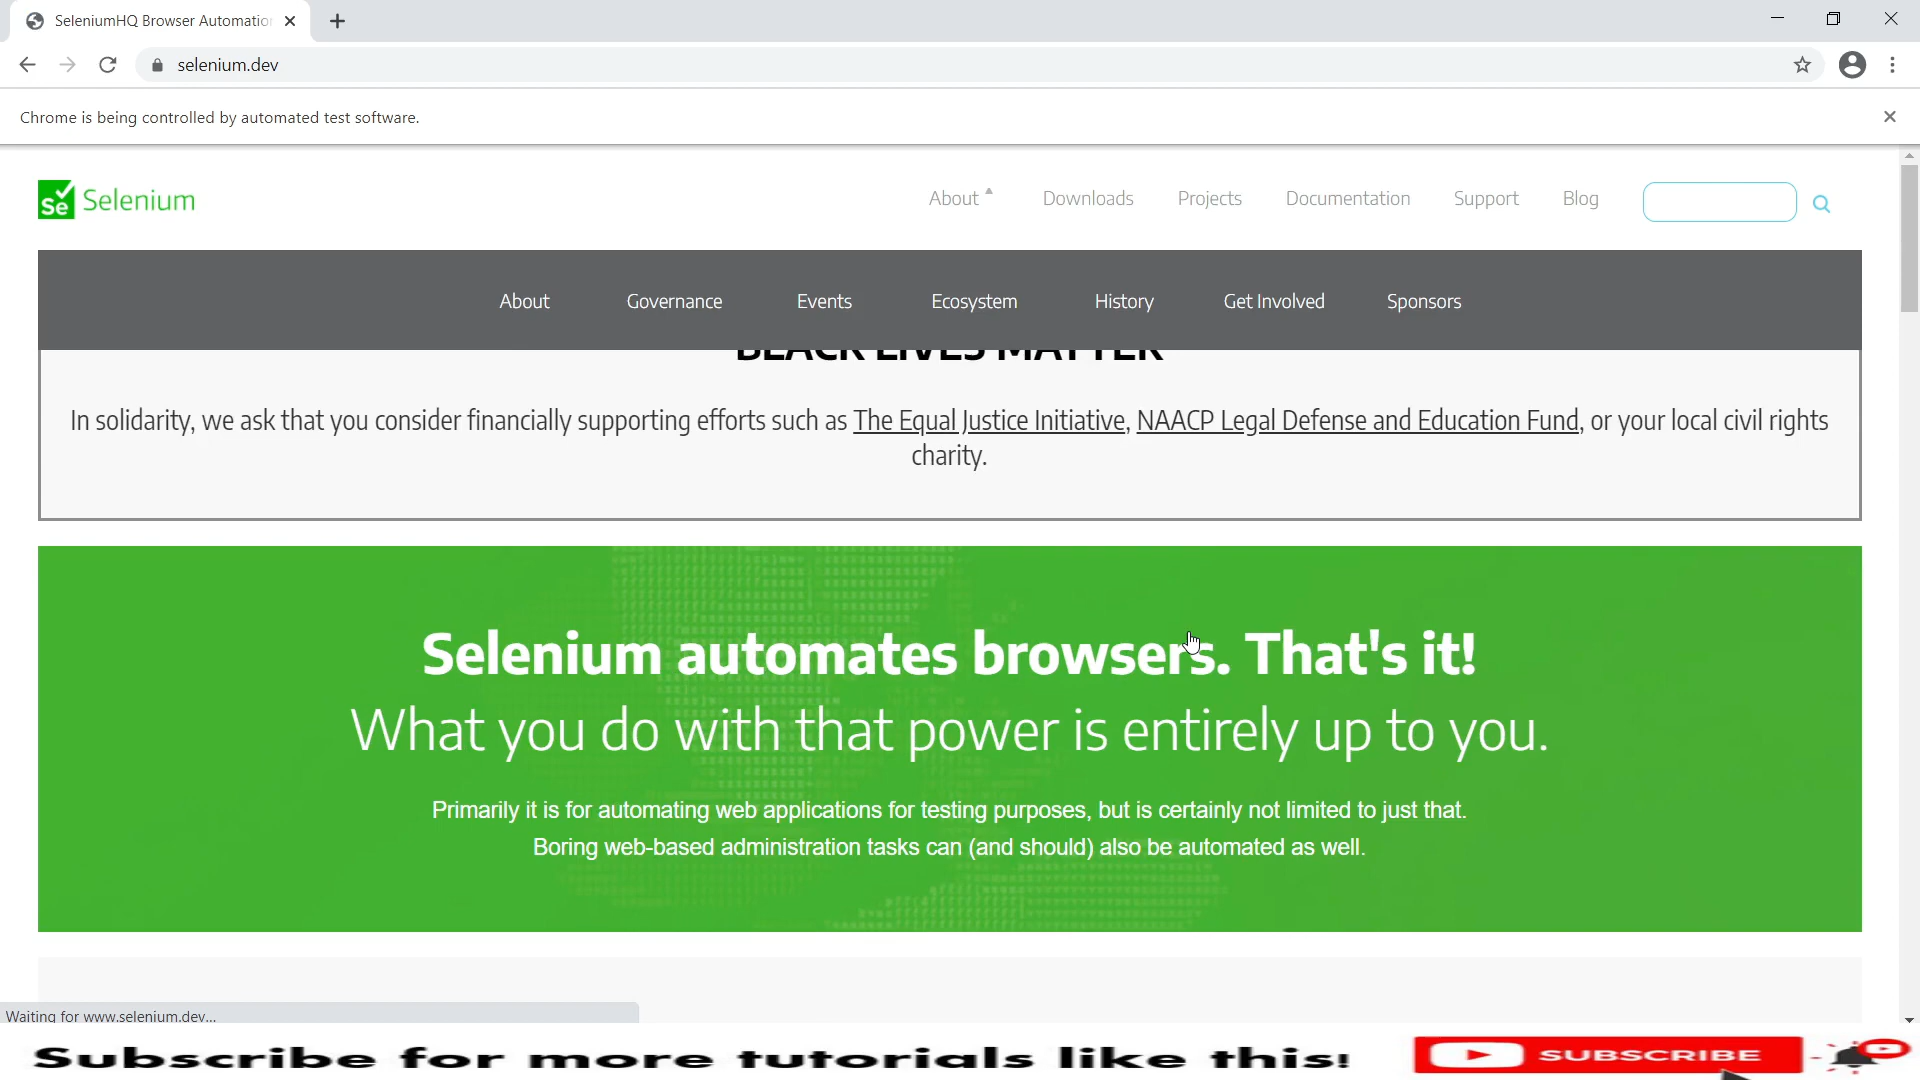 SeleniumHQ Browser Automatio
selenium.dev
Chrome is being controlled by automated test software.
Se Selenium
About Downloads Projects Documentation Support Blog
About Governance Events Ecosystem History Get Involved Sponsors
BLACK LIVES MATTER
In solidarity, we ask that you consider financially supporting efforts such as The Equal Justice Initiative, NAACP Legal Defense and Education Fund, or your local civil rights
charity.
Selenium automates browsers. That's it!
What you do with that power is entirely up to you.
Primarily it is for automating web applications for testing purposes, but is certainly not limited to just that.
Boring web-based administration tasks can (and should) also be automated as well.
Waiting for www.selenium.dev...
Subscribe for more tutorials like this! SUBSCRIBE